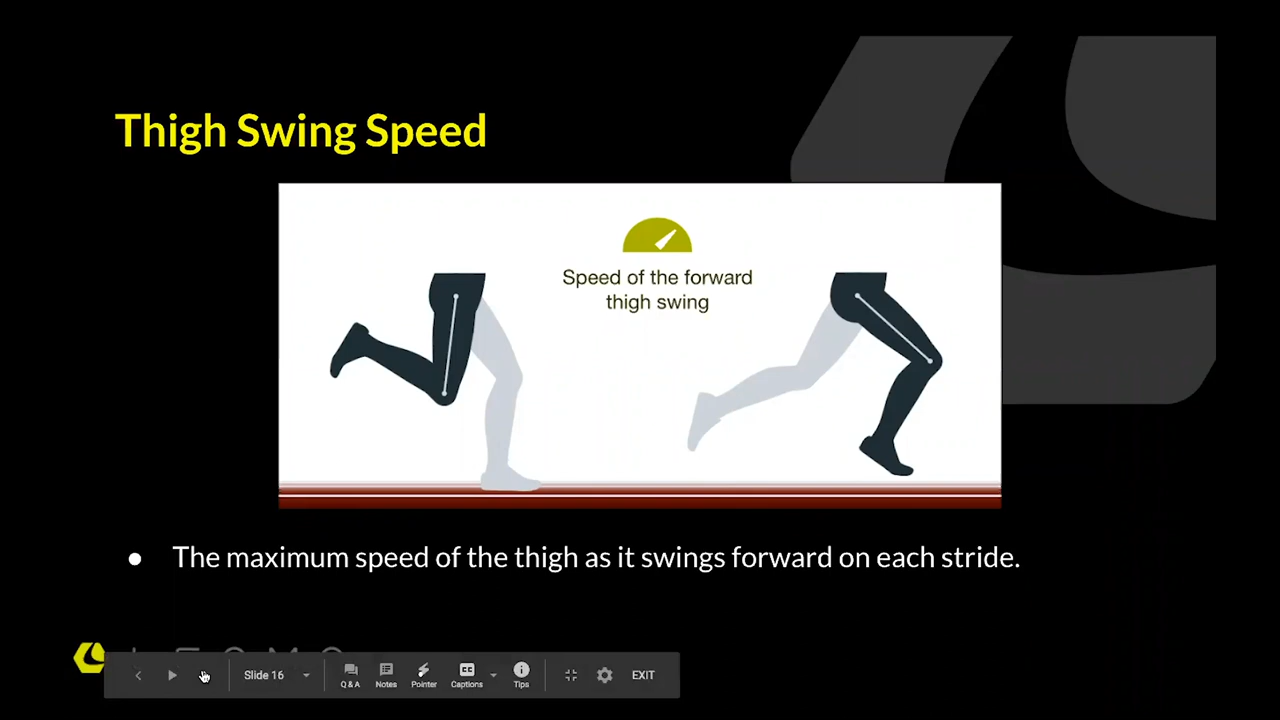 Thigh Swing Speed
Speed of the forward
thigh swing
● The maximum speed of the thigh as it swings forward on each stride.
Slide 16
Q & A
Notes
Pointer
CC
Captions
Tips
EXIT